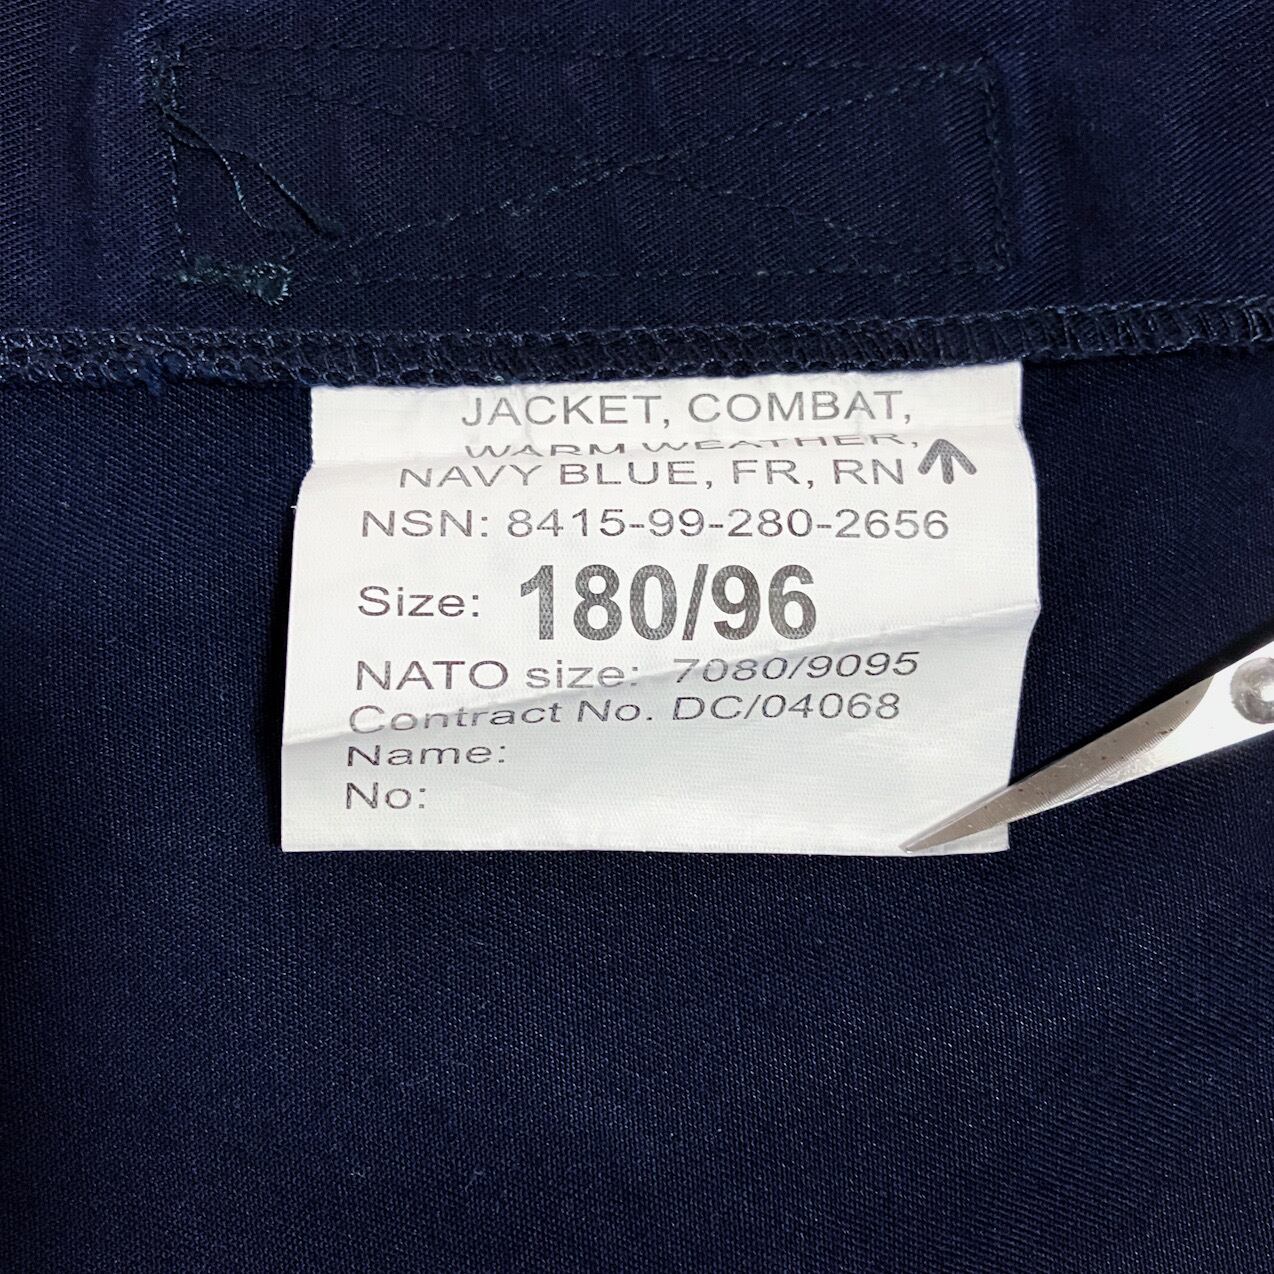 JACKET, COMBAT,
WARM WEATHER,
NAVY BLUE, FR, RN
NSN: 8415-99-280-2656
Size: 180/96
NATO size: 7080/9095
Contract No. DC/04068
Name:
No: